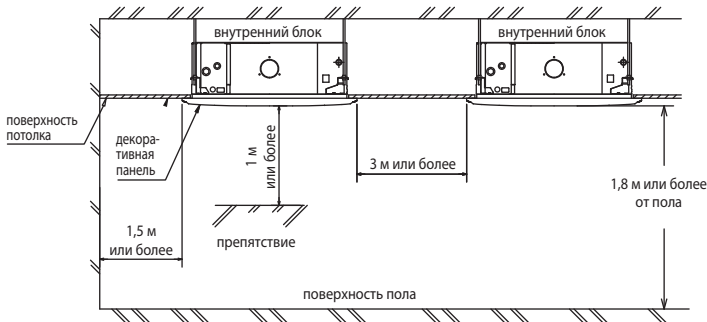 внутренний блок
внутренний блок
поверхность
потолка
декора-
тивная
панель
1 м
или более
3 м или более
1,8 м или более
от пола
1,5 м
или более
препятствие
поверхность пола